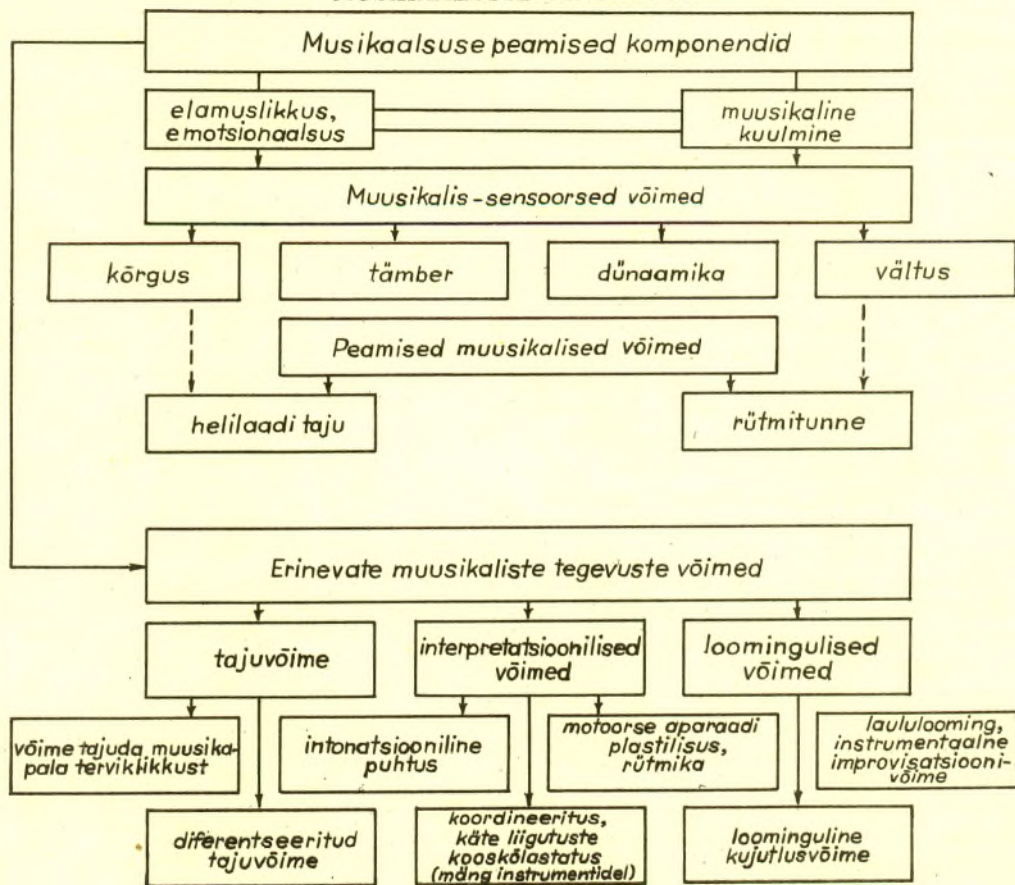 Musikaalsuse peamised komponendid
elamuslikkus,
emotsionaalsus
muusikaline
kuulmine
Muusikalis-sensoorsed võimed
kõrgus
tämber
dünaamika
vältus
Peamised muusikalised võimed
helilaadi taju
rütmitunne
Erinevate muusikaliste tegevuste võimed
tajuvõime
interpretatsioonilised
võimed
loomingulised
võimed
võime tajuda muusika-
pala terviklikkust
intonatsiooniline
puhtus
motoorse aparaadi
plastilisus,
rütmika
laululooming,
instrumentaalne
improvisatsiooni-
võime
diferentseeritud
tajuvõime
koordineeritus,
käte liigutuste
kooskõlastatus
(mäng instrumentidel)
loominguline
kujutlusvõime